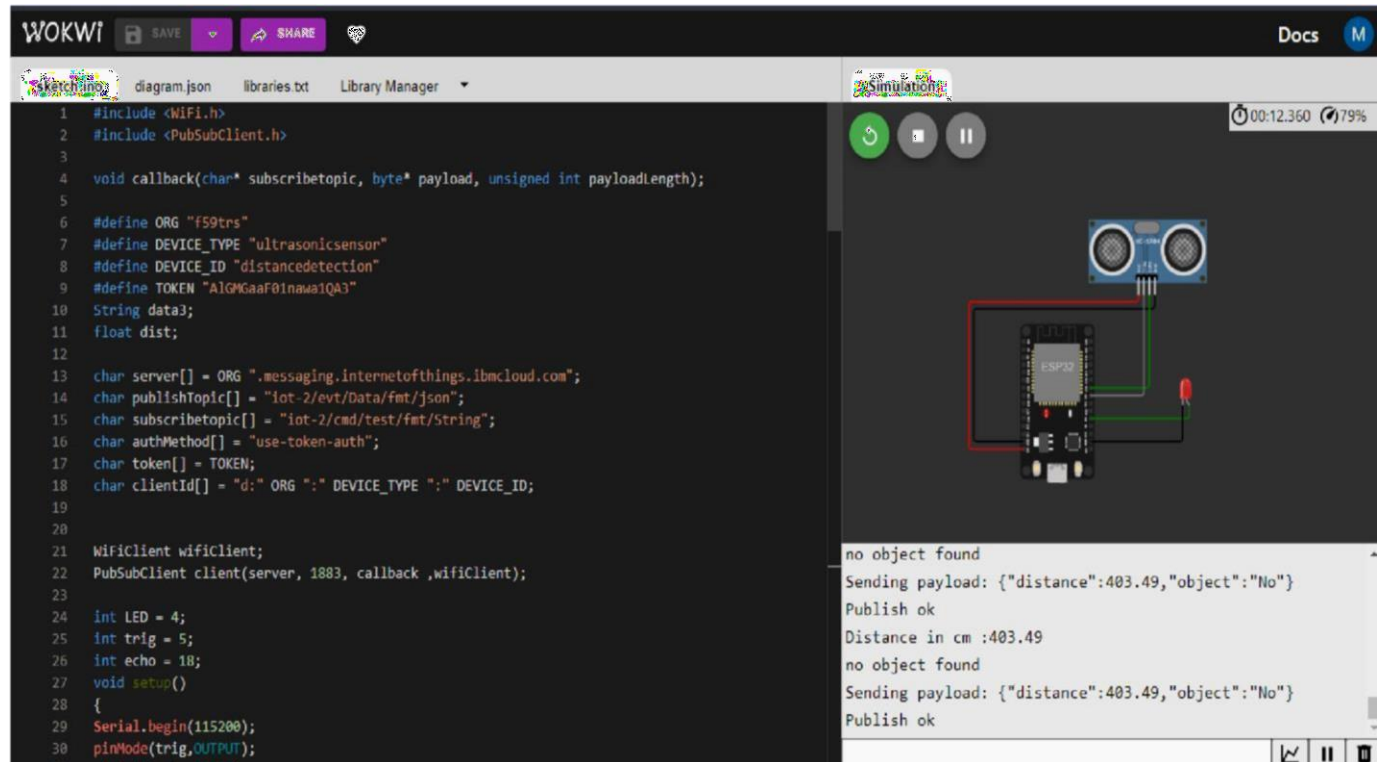 WOKWi SAVE SHARE Docs M
sketch.ino diagram.json libraries.txt Library Manager Simulation
00:12.360 79%
1 #include <WiFi.h>
2 #include <PubSubClient.h>
3
4 void callback(char* subscribetopic, byte* payload, unsigned int payloadLength);
5
6 #define ORG "f59trs"
7 #define DEVICE_TYPE "ultrasonicsensor"
8 #define DEVICE_ID "distancedetection"
9 #define TOKEN "AlGMGaaF01nawa1QA3"
10 String data3;
11 float dist;
12
13 char server[] = ORG ".messaging.internetofthings.ibmcloud.com";
14 char publishTopic[] = "iot-2/evt/Data/fmt/json";
15 char subscribetopic[] = "iot-2/cmd/test/fmt/String";
16 char authMethod[] = "use-token-auth";
17 char token[] = TOKEN;
18 char clientId[] = "d:" ORG ":" DEVICE_TYPE ":" DEVICE_ID;
19
20
21 WiFiClient wifiClient;
22 PubSubClient client(server, 1883, callback ,wifiClient);
23
24 int LED = 4;
25 int trig = 5;
26 int echo = 18;
27 void setup()
28 {
29 Serial.begin(115200);
30 pinMode(trig,OUTPUT);
ESP32
no object found
Sending payload: {"distance":403.49,"object":"No"}
Publish ok
Distance in cm :403.49
no object found
Sending payload: {"distance":403.49,"object":"No"}
Publish ok